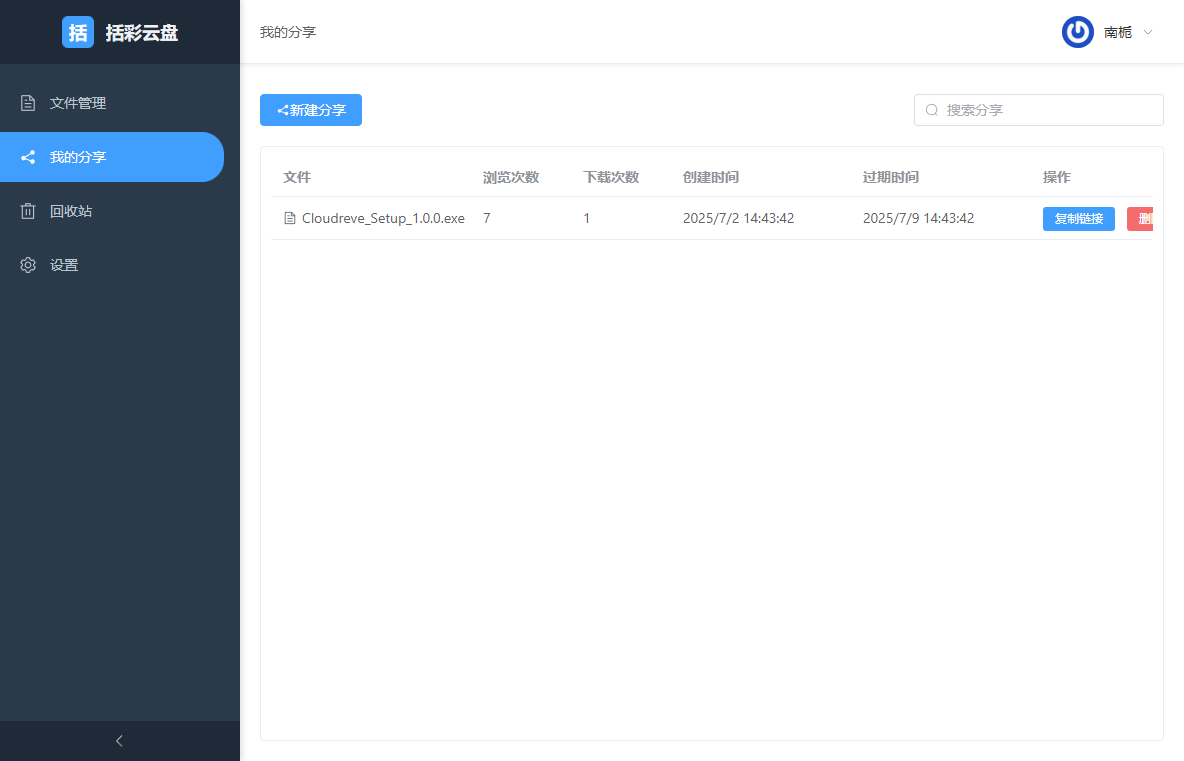 括 括彩云盘
我的分享
南栀
文件管理
我的分享
回收站
设置
新建分享
搜索分享
文件 浏览次数 下载次数 创建时间 过期时间 操作
Cloudreve_Setup_1.0.0.exe 7 1 2025/7/2 14:43:42 2025/7/9 14:43:42 复制链接 删